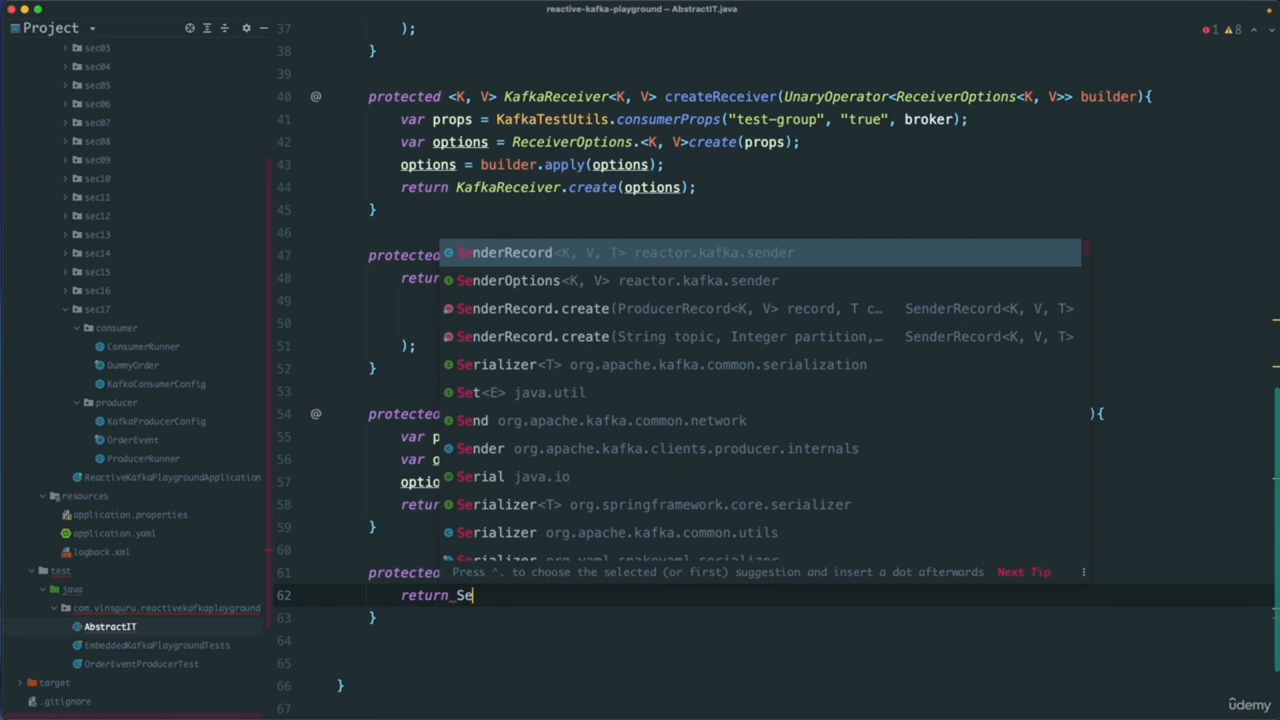 reactive-kafka-playground – AbstractIT.java
Project
sec03
sec04
sec05
sec06
sec07
sec08
sec09
sec10
sec11
sec12
sec13
sec14
sec15
sec16
sec17
consumer
ConsumerRunner
DummyOrder
KafkaConsumerConfig
producer
KafkaProducerConfig
OrderEvent
ProducerRunner
ReactiveKafkaPlaygroundApplication
resources
application.properties
application.yaml
logback.xml
test
java
com.vinsguru.reactivekafkaplayground
AbstractIT
EmbeddedKafkaPlaygroundTests
OrderEventProducerTest
target
.gitignore
1 8
37 );
38 }
39
40 @ protected <K, V> KafkaReceiver<K, V> createReceiver(UnaryOperator<ReceiverOptions<K, V>> builder){
41 var props = KafkaTestUtils.consumerProps("test-group", "true", broker);
42 var options = ReceiverOptions.<K, V>create(props);
43 options = builder.apply(options);
44 return KafkaReceiver.create(options);
45 }
46
47 protected
48 retur
49
50
51 );
52 }
53
54 @ protected ){
55 var p
56 var o
57 optio
58 retur
59 }
60
61 protected
62 return Se
63 }
64
65
66 }
67
SenderRecord<K, V, T> reactor.kafka.sender
SenderOptions<K, V> reactor.kafka.sender
SenderRecord.create(ProducerRecord<K, V> record, T c… SenderRecord<K, V, T>
SenderRecord.create(String topic, Integer partition,… SenderRecord<K, V, T>
Serializer<T> org.apache.kafka.common.serialization
Set<E> java.util
Send org.apache.kafka.common.network
Sender org.apache.kafka.clients.producer.internals
Serial java.io
Serializer<T> org.springframework.core.serializer
Serializer org.apache.kafka.common.utils
Serializer org.yaml.snakeyaml.serializer
Press ^. to choose the selected (or first) suggestion and insert a dot afterwards Next Tip
udemy